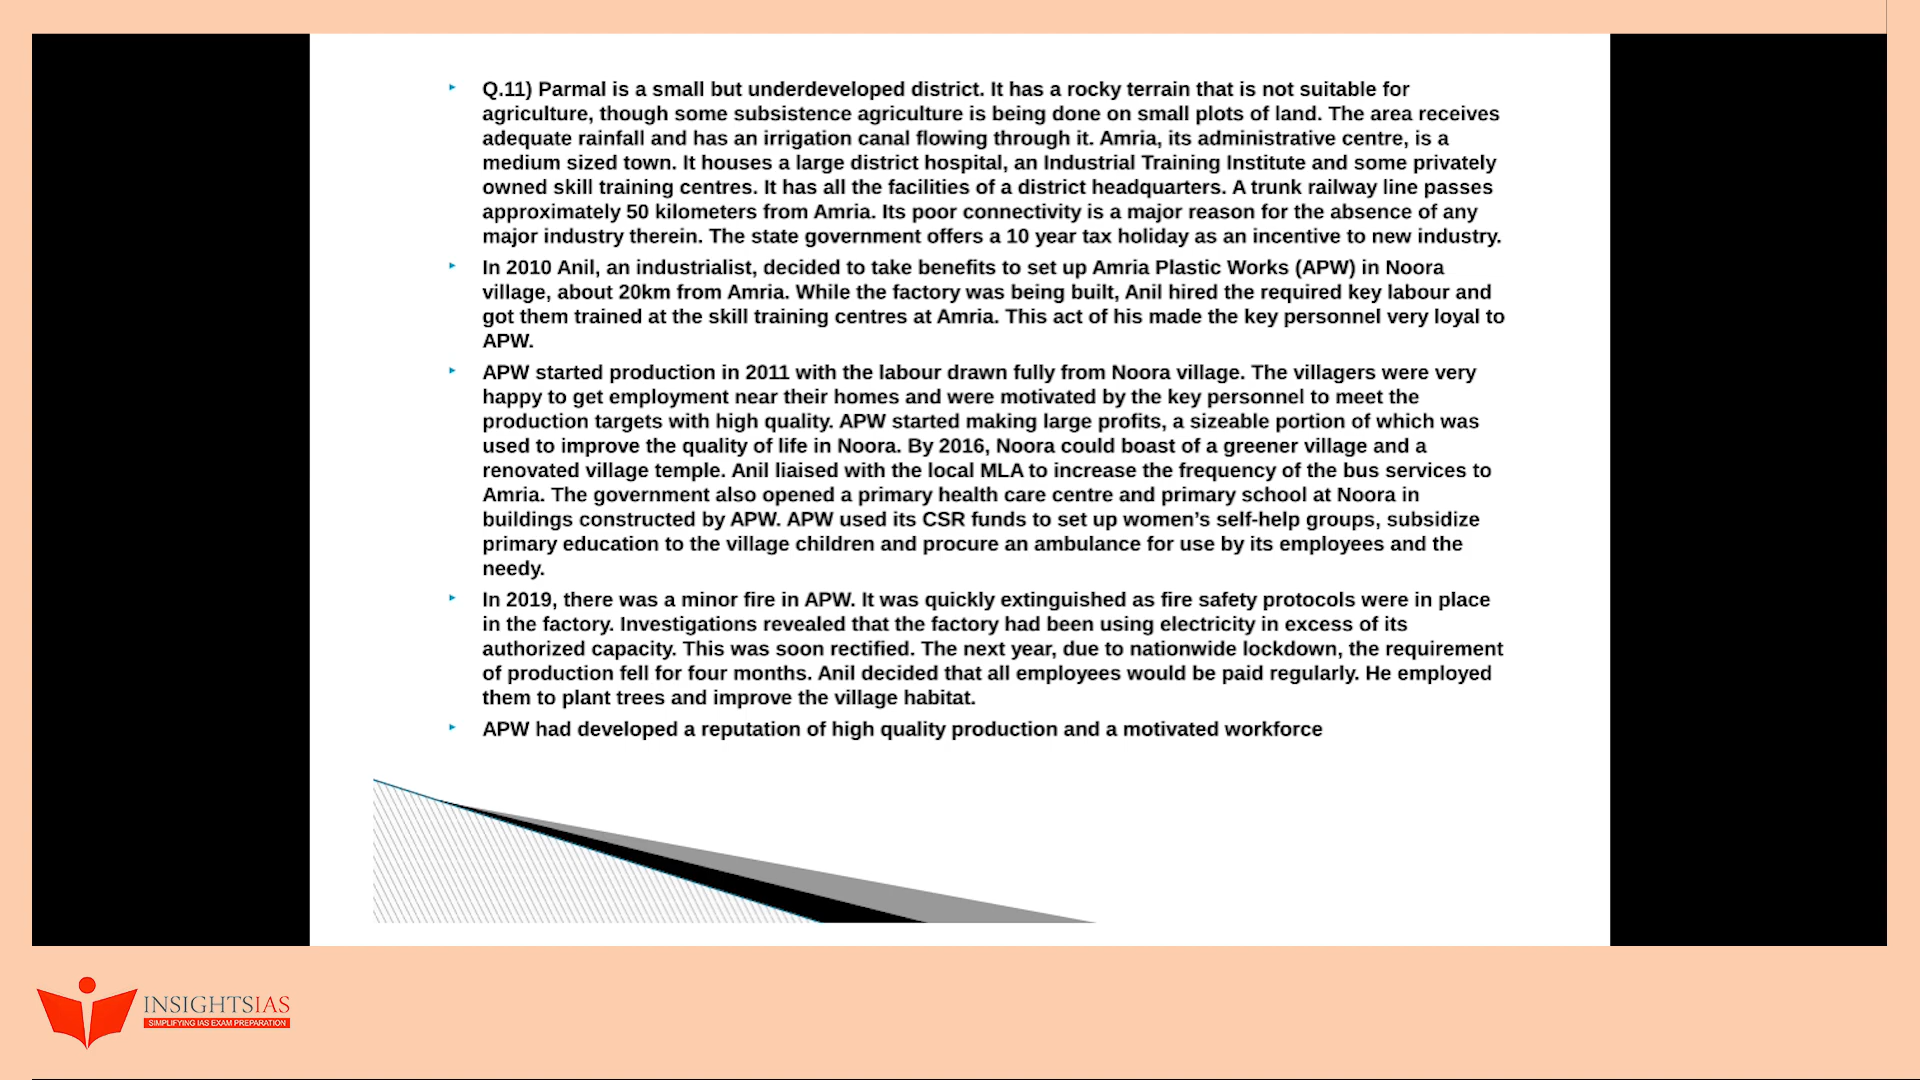 Q.11) Parmal is a small but underdeveloped district. It has a rocky terrain that is not suitable for
agriculture, though some subsistence agriculture is being done on small plots of land. The area receives
adequate rainfall and has an irrigation canal flowing through it. Amria, its administrative centre, is a
medium sized town. It houses a large district hospital, an Industrial Training Institute and some privately
owned skill training centres. It has all the facilities of a district headquarters. A trunk railway line passes
approximately 50 kilometers from Amria. Its poor connectivity is a major reason for the absence of any
major industry therein. The state government offers a 10 year tax holiday as an incentive to new industry.
In 2010 Anil, an industrialist, decided to take benefits to set up Amria Plastic Works (APW) in Noora
village, about 20km from Amria. While the factory was being built, Anil hired the required key labour and
got them trained at the skill training centres at Amria. This act of his made the key personnel very loyal to
APW.
APW started production in 2011 with the labour drawn fully from Noora village. The villagers were very
happy to get employment near their homes and were motivated by the key personnel to meet the
production targets with high quality. APW started making large profits, a sizeable portion of which was
used to improve the quality of life in Noora. By 2016, Noora could boast of a greener village and a
renovated village temple. Anil liaised with the local MLA to increase the frequency of the bus services to
Amria. The government also opened a primary health care centre and primary school at Noora in
buildings constructed by APW. APW used its CSR funds to set up women’s self-help groups, subsidize
primary education to the village children and procure an ambulance for use by its employees and the
needy.
In 2019, there was a minor fire in APW. It was quickly extinguished as fire safety protocols were in place
in the factory. Investigations revealed that the factory had been using electricity in excess of its
authorized capacity. This was soon rectified. The next year, due to nationwide lockdown, the requirement
of production fell for four months. Anil decided that all employees would be paid regularly. He employed
them to plant trees and improve the village habitat.
APW had developed a reputation of high quality production and a motivated workforce
INSIGHTSIAS
SIMPLIFYING IAS EXAM PREPARATION